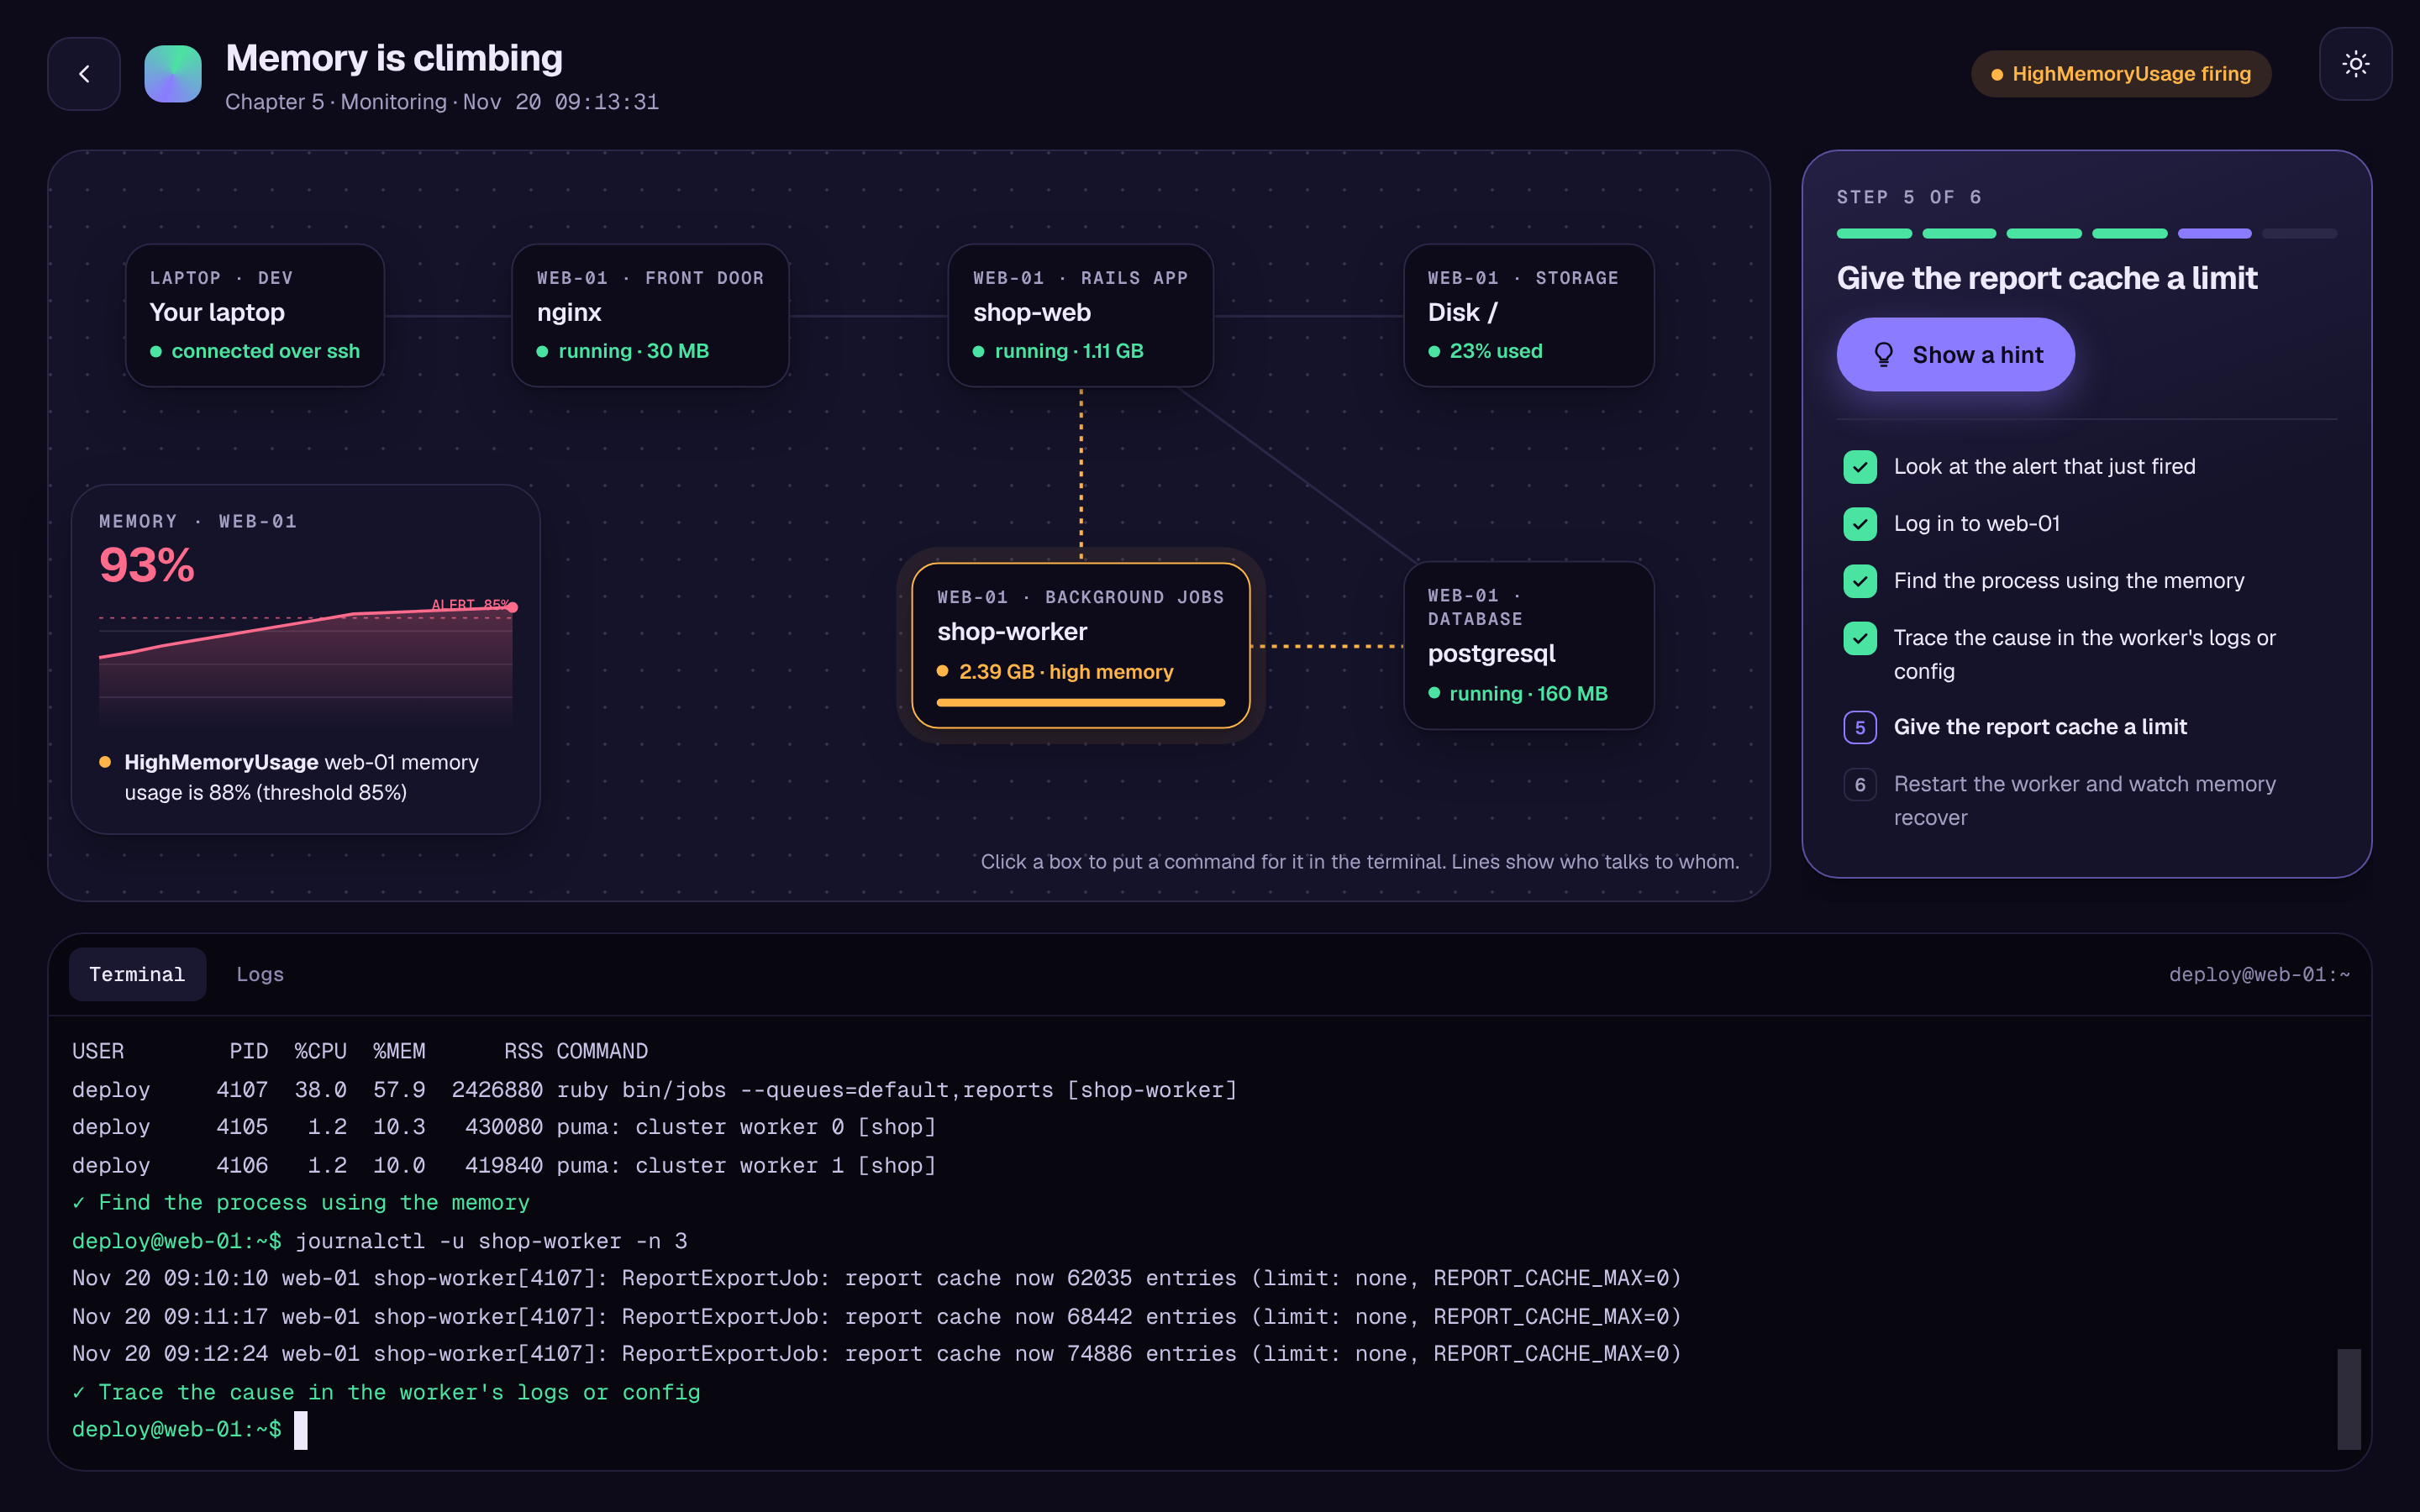 Memory is climbing
Chapter 5 · Monitoring · Nov 20 09:13:31
HighMemoryUsage firing
LAPTOP · DEV
Your laptop
connected over ssh
WEB-01 · FRONT DOOR
nginx
running · 30 MB
WEB-01 · RAILS APP
shop-web
running · 1.11 GB
WEB-01 · STORAGE
Disk /
23% used
MEMORY · WEB-01
93%
ALERT 85%
HighMemoryUsage web-01 memory
usage is 88% (threshold 85%)
WEB-01 · BACKGROUND JOBS
shop-worker
2.39 GB · high memory
WEB-01 ·
DATABASE
postgresql
running · 160 MB
Click a box to put a command for it in the terminal. Lines show who talks to whom.
STEP 5 OF 6
Give the report cache a limit
Show a hint
Look at the alert that just fired
Log in to web-01
Find the process using the memory
Trace the cause in the worker's logs or
config
5 Give the report cache a limit
6 Restart the worker and watch memory
recover
Terminal Logs deploy@web-01:~
USER        PID  %CPU  %MEM      RSS COMMAND
deploy     4107  38.0  57.9  2426880 ruby bin/jobs --queues=default,reports [shop-worker]
deploy     4105   1.2  10.3   430080 puma: cluster worker 0 [shop]
deploy     4106   1.2  10.0   419840 puma: cluster worker 1 [shop]
✓ Find the process using the memory
deploy@web-01:~$ journalctl -u shop-worker -n 3
Nov 20 09:10:10 web-01 shop-worker[4107]: ReportExportJob: report cache now 62035 entries (limit: none, REPORT_CACHE_MAX=0)
Nov 20 09:11:17 web-01 shop-worker[4107]: ReportExportJob: report cache now 68442 entries (limit: none, REPORT_CACHE_MAX=0)
Nov 20 09:12:24 web-01 shop-worker[4107]: ReportExportJob: report cache now 74886 entries (limit: none, REPORT_CACHE_MAX=0)
✓ Trace the cause in the worker's logs or config
deploy@web-01:~$